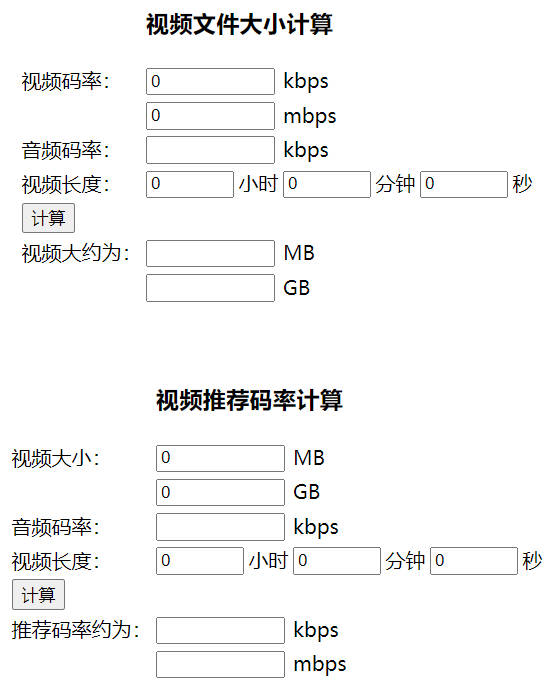 视频文件大小计算
视频码率: 0 kbps
0 mbps
音频码率: kbps
视频长度: 0 小时 0 分钟 0 秒
计算
视频大约为: MB
GB
视频推荐码率计算
视频大小: 0 MB
0 GB
音频码率: kbps
视频长度: 0 小时 0 分钟 0 秒
计算
推荐码率约为: kbps
mbps